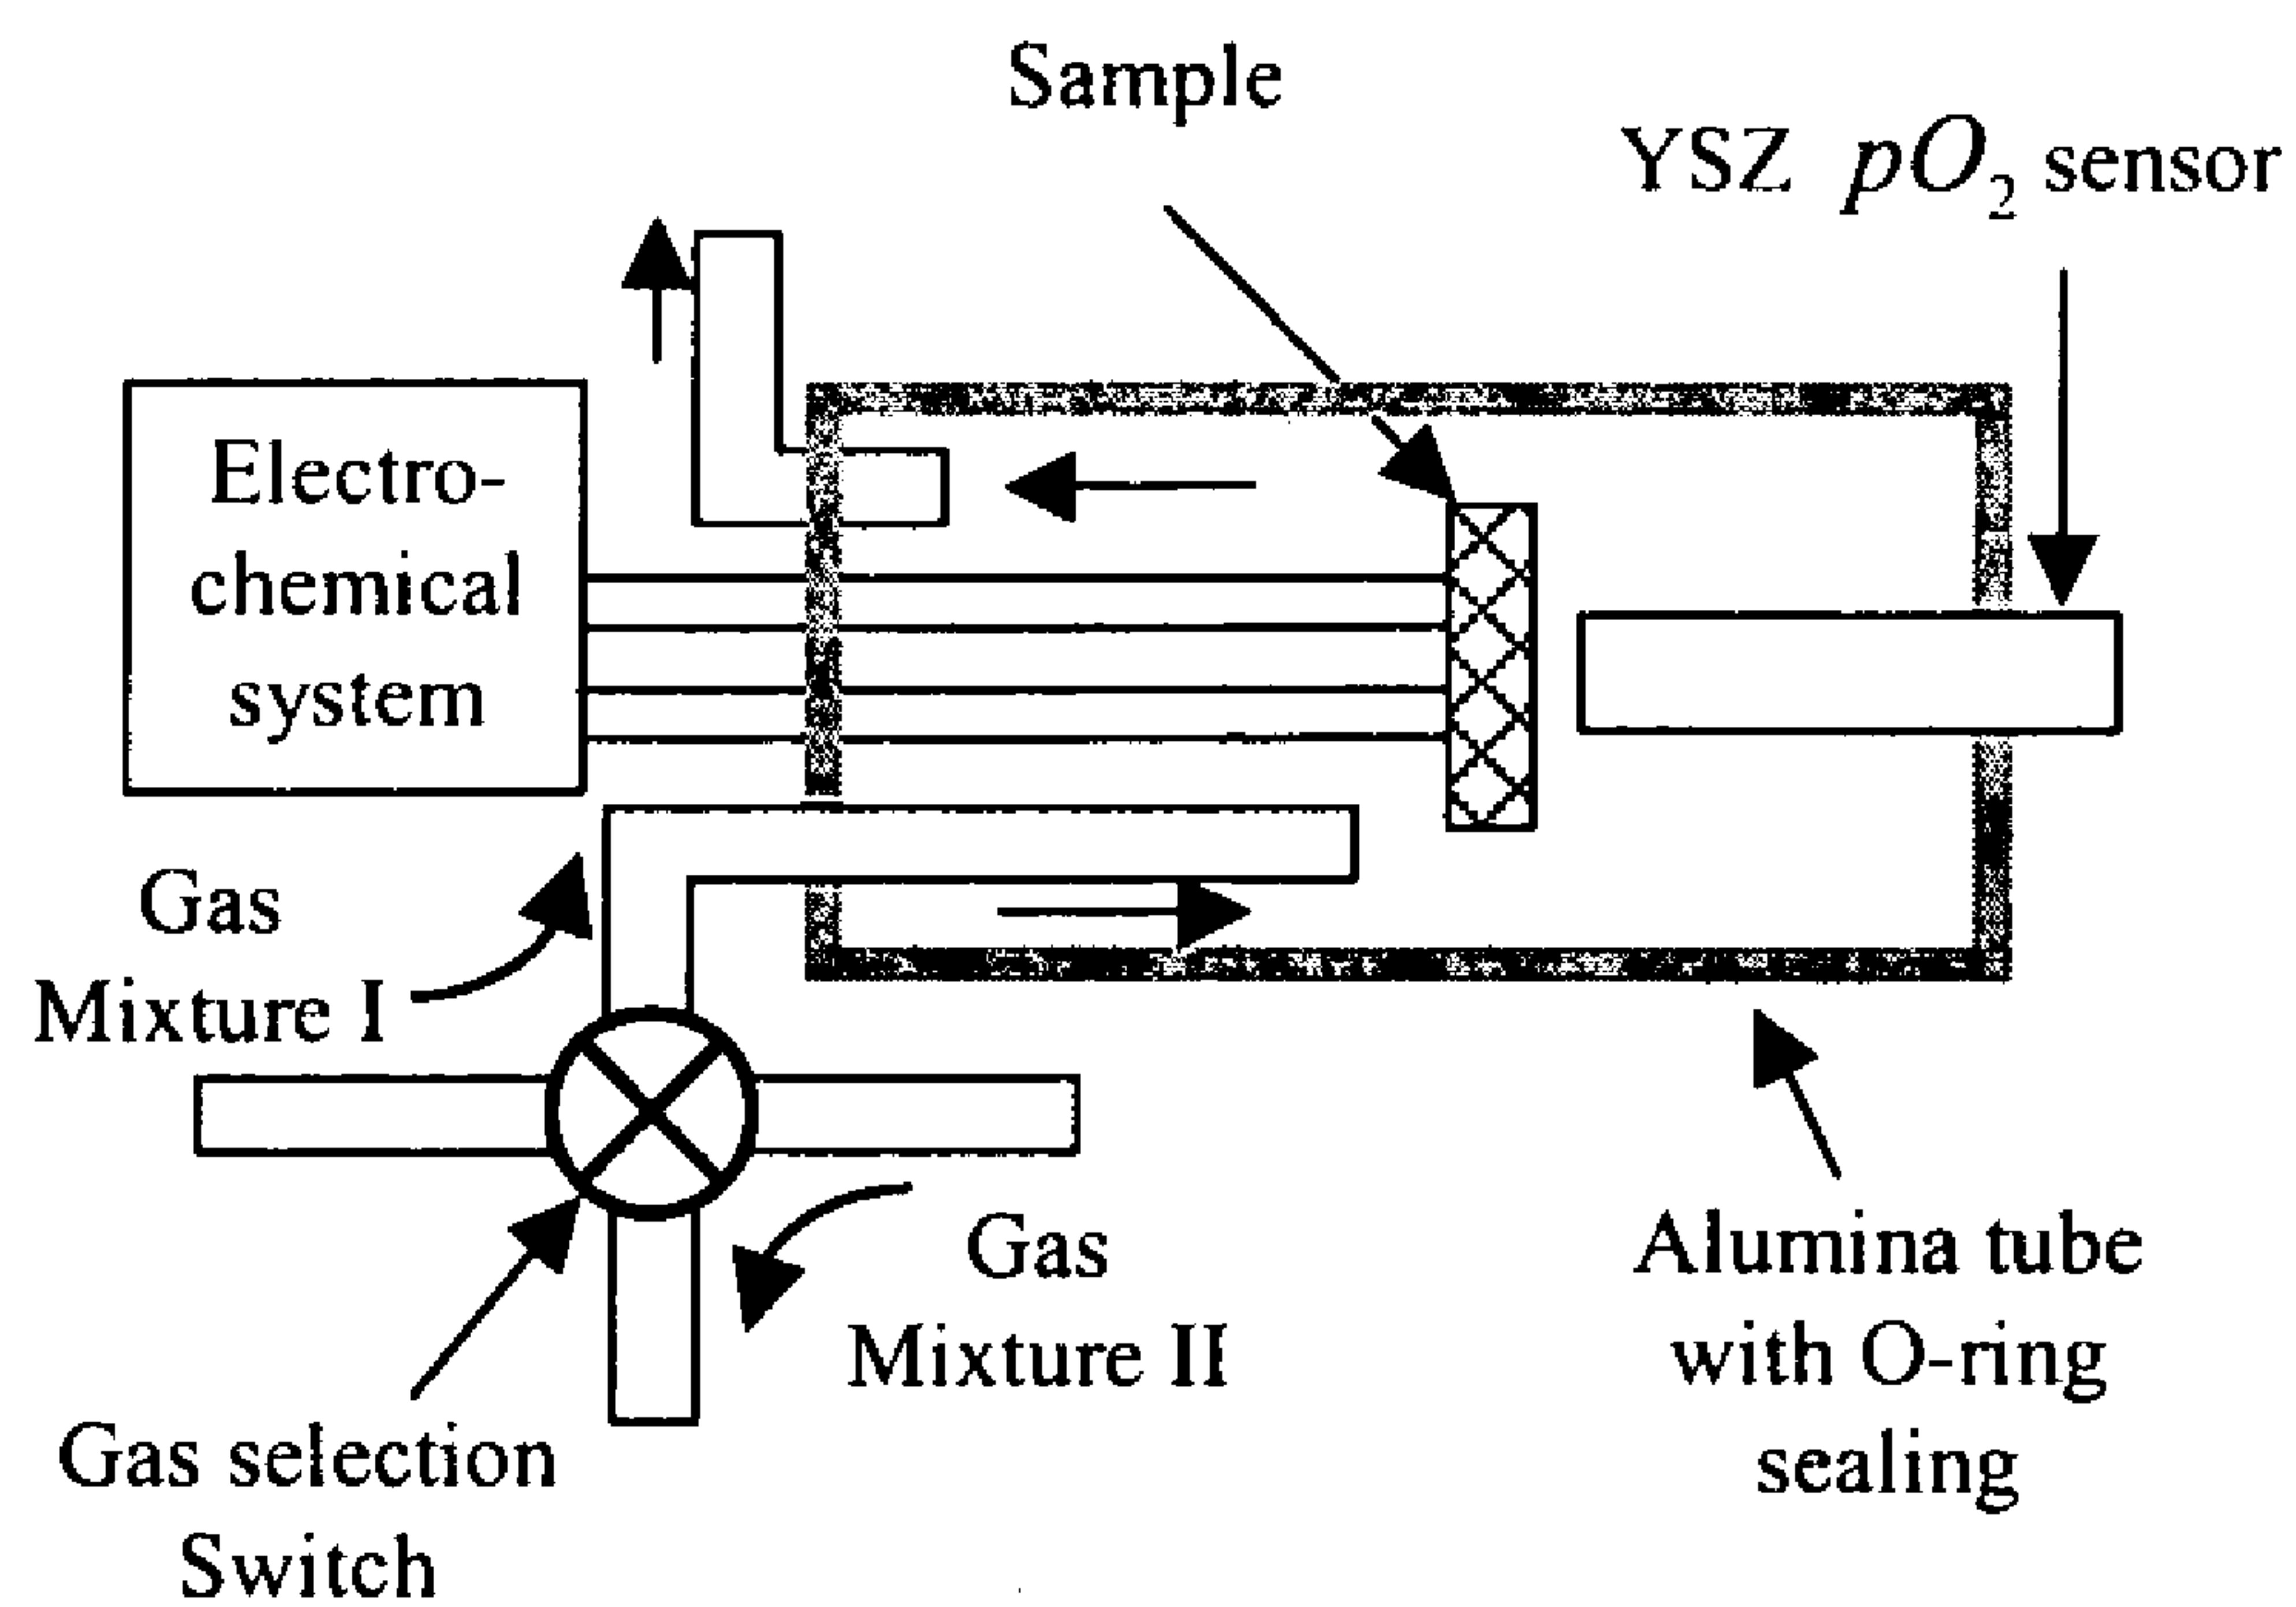 Sample
YSZ pO₂ sensor
Electro-
chemical
system
Gas
Mixture I
Gas
Mixture II
Gas selection
Switch
Alumina tube
with O-ring
sealing